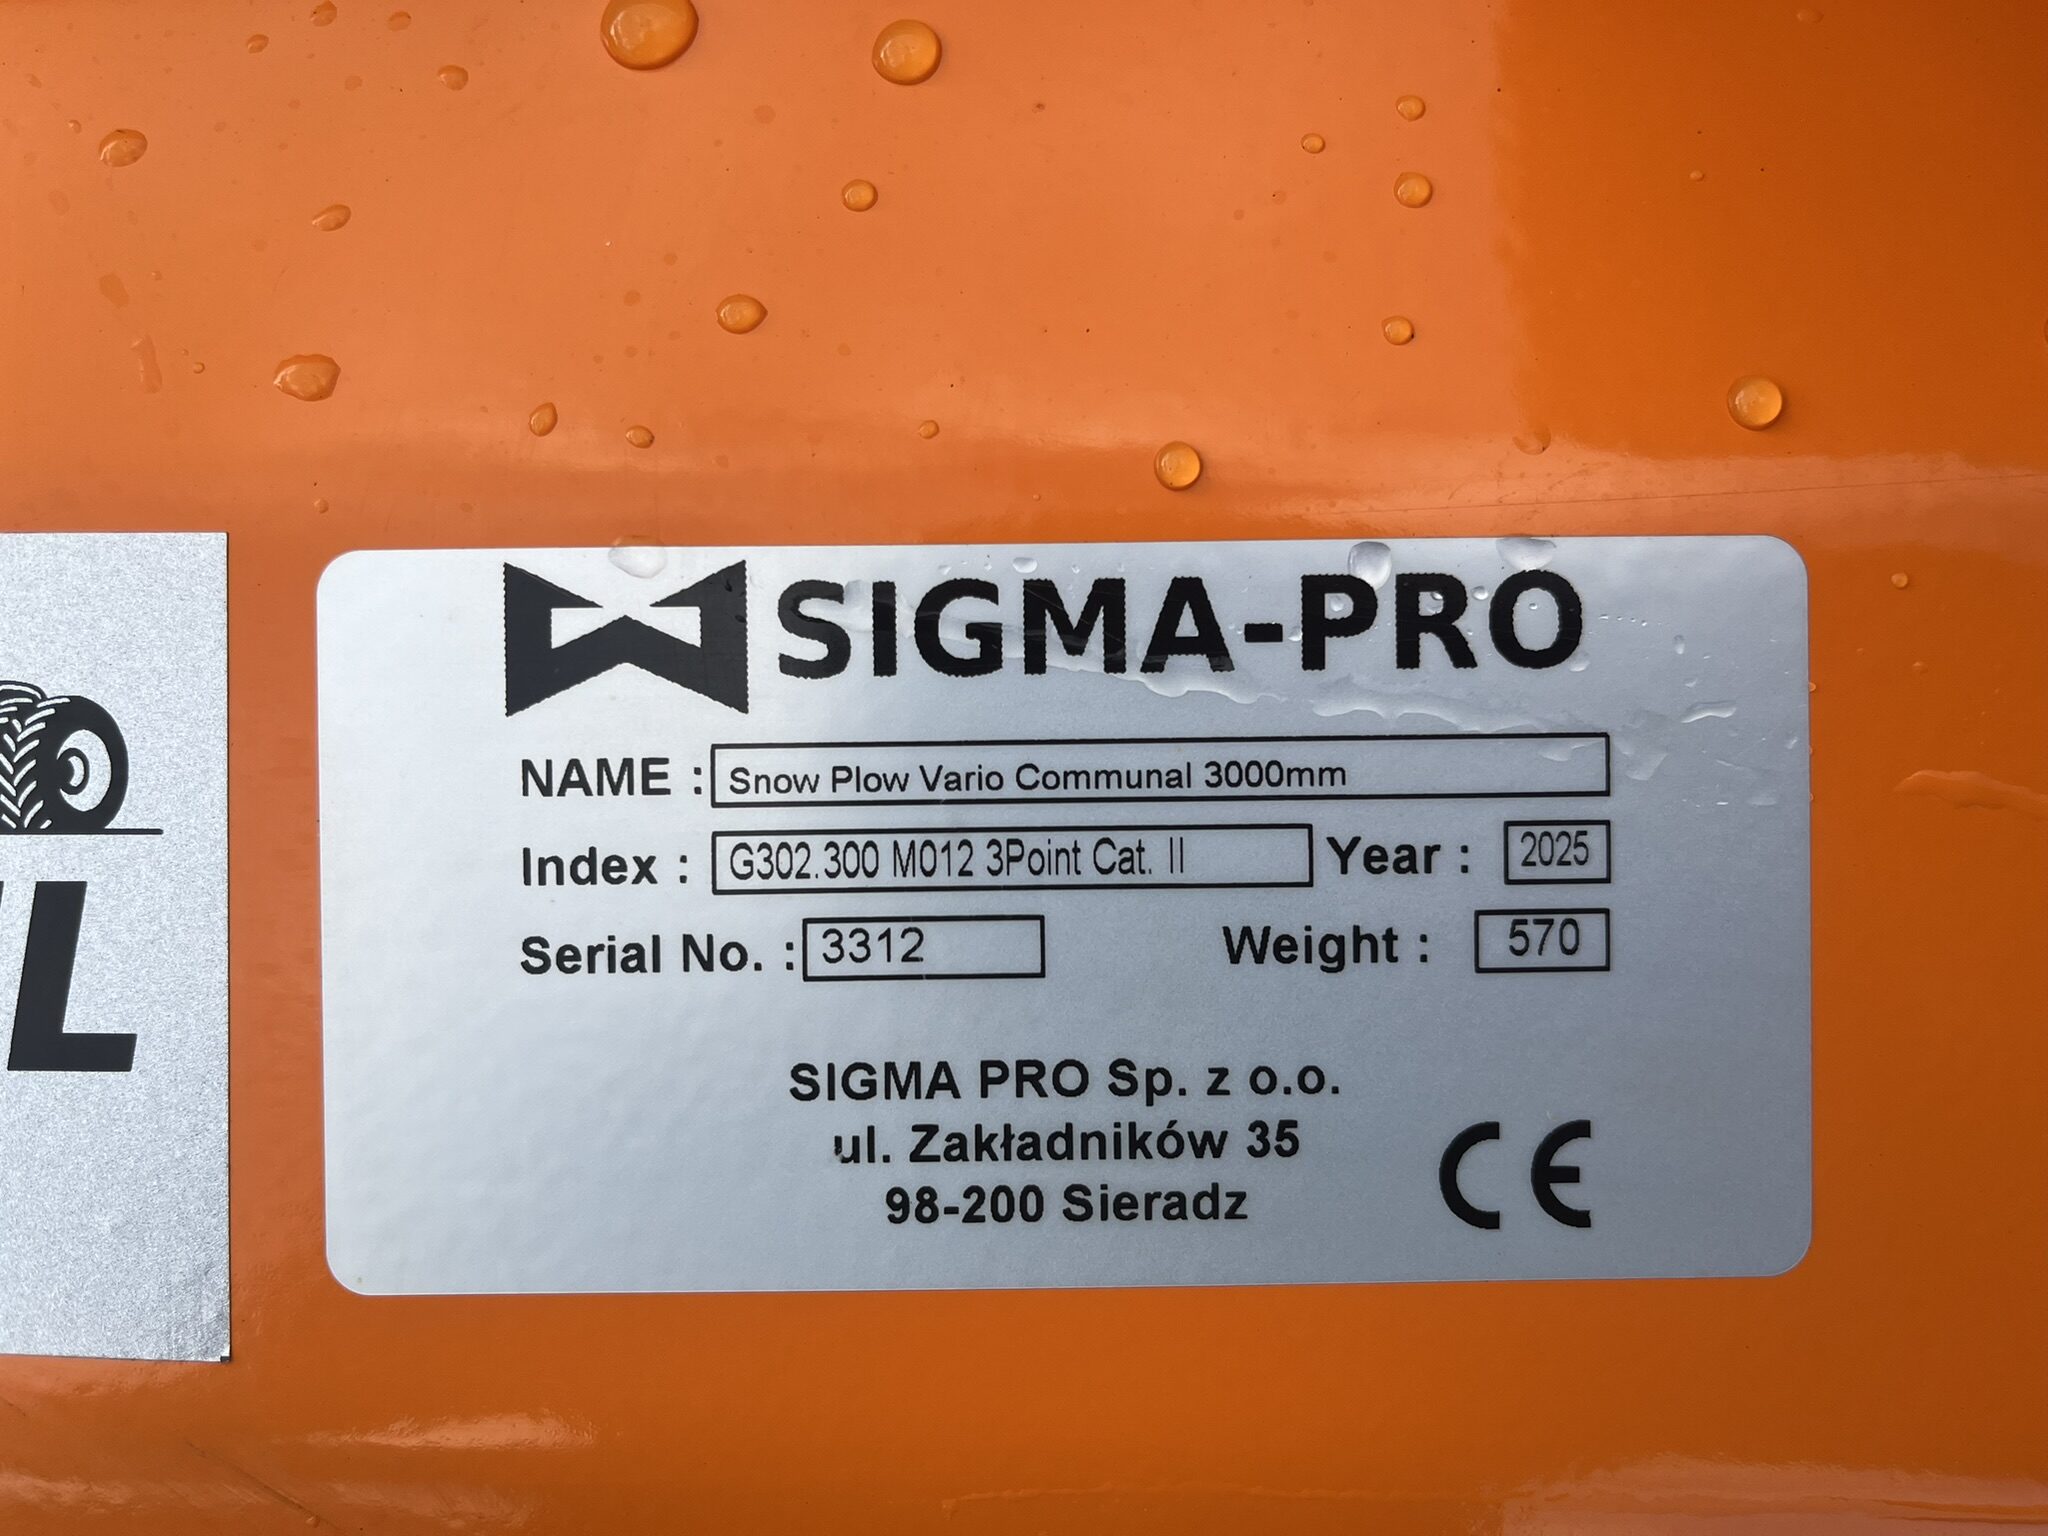 SIGMA-PRO
NAME : Snow Plow Vario Communal 3000mm
Index : G302.300 M012 3Point Cat. II Year : 2025
Serial No. : 3312 Weight : 570
SIGMA PRO Sp. z o.o.
ul. Zakładników 35
98-200 Sieradz
CE
L